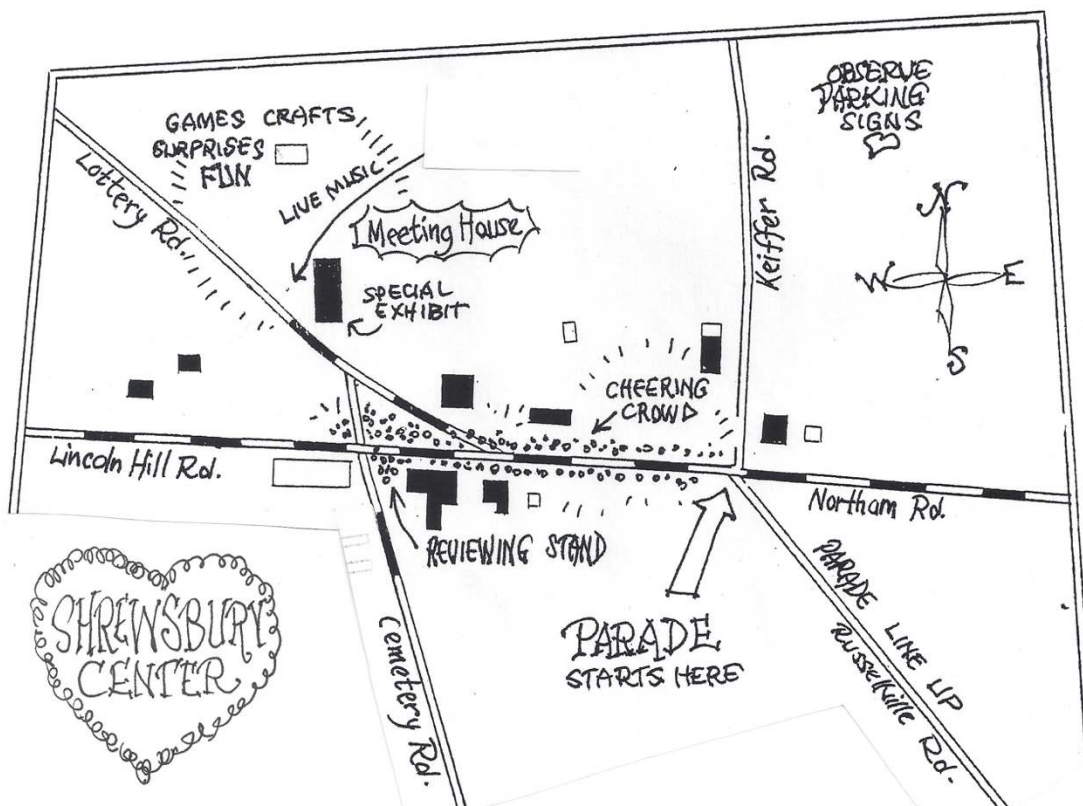 OBSERVE
PARKING
SIGNS
GAMES CRAFTS
SURPRISES
FUN
LIVE MUSIC
Lottery Rd.
Meeting House
Keiffer Rd.
N
W E
S
SPECIAL
EXHIBIT
CHEERING
CROWD
Lincoln Hill Rd.
Northam Rd.
REVIEWING STAND
PARADE LINE UP
Russellville Rd.
SHREWSBURY
CENTER
Cemetery Rd.
PARADE
STARTS HERE